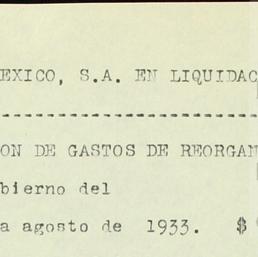 EXICO, S.A. EN LIQUIDAC
ON DE GASTOS DE REORGAN
bierno del
a agosto de 1933. $